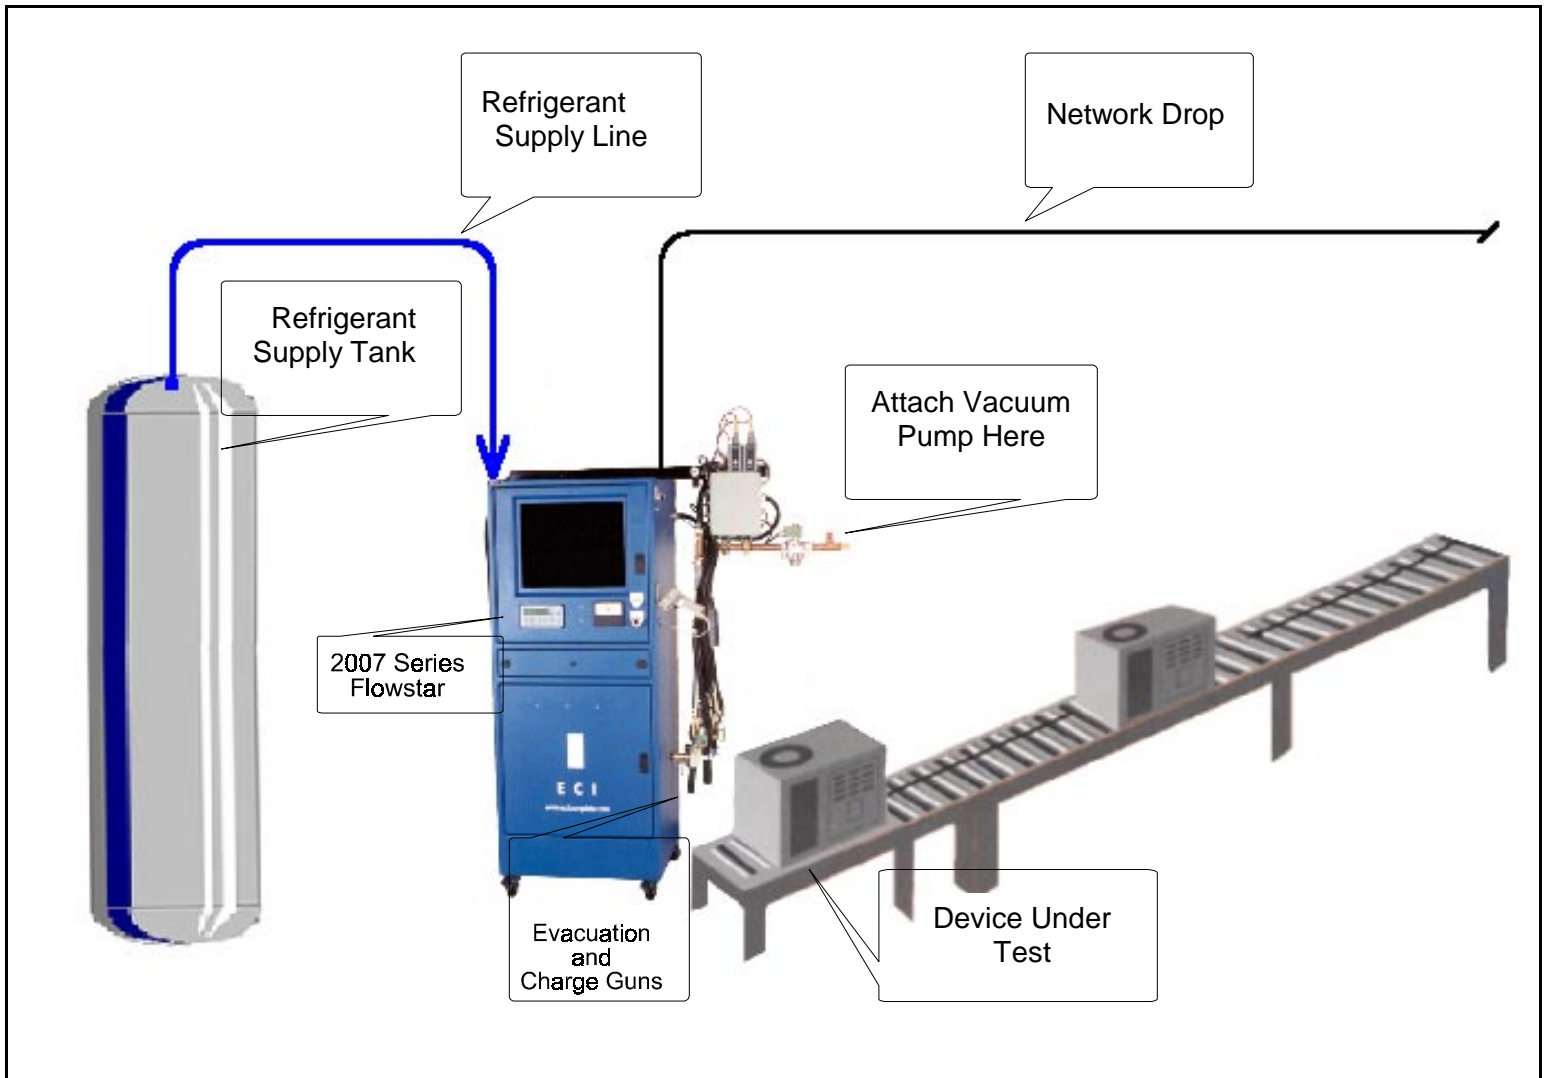 Refrigerant
Supply Line
Network Drop
Refrigerant
Supply Tank
Attach Vacuum
Pump Here
2007 Series
Flowstar
E C I
Evacuation
and
Charge Guns
Device Under
Test